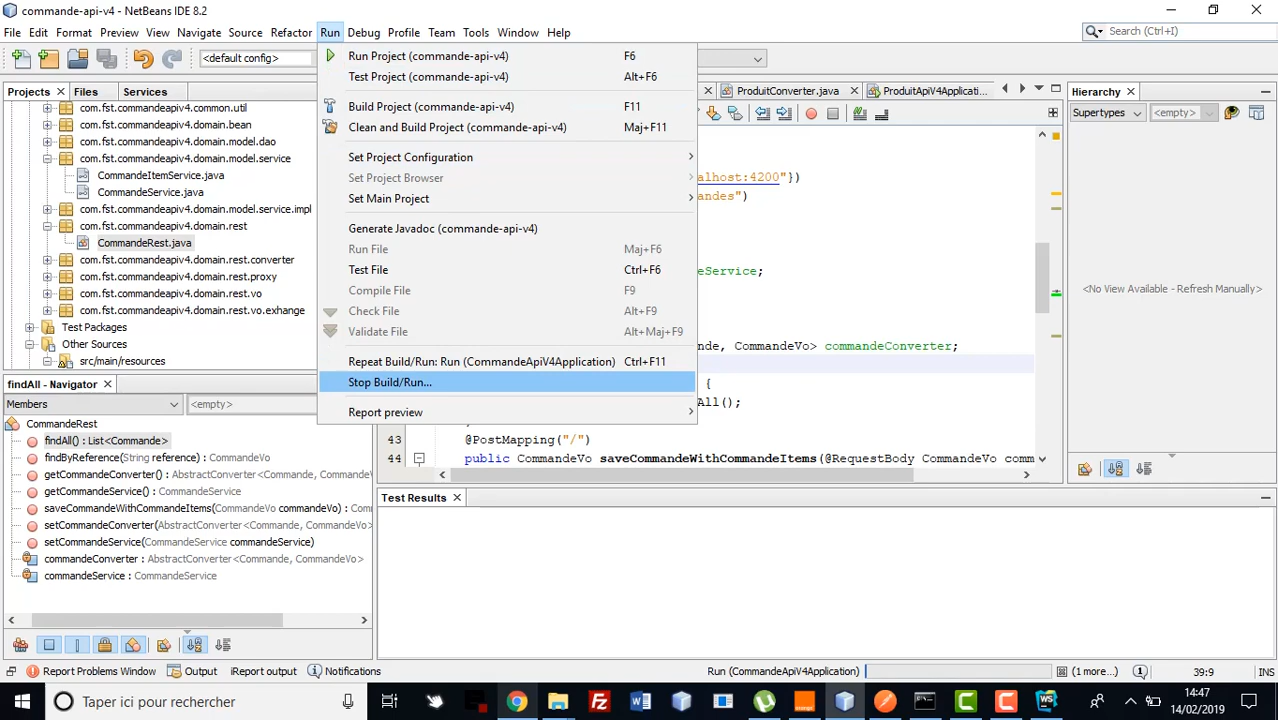 commande-api-v4 - NetBeans IDE 8.2
File Edit Format Preview View Navigate Source Refactor Run Debug Profile Team Tools Window Help
Search (Ctrl+I)
<default config>
Run Project (commande-api-v4) F6
Test Project (commande-api-v4) Alt+F6
Build Project (commande-api-v4) F11
Clean and Build Project (commande-api-v4) Maj+F11
Set Project Configuration
Set Project Browser
Set Main Project
Generate Javadoc (commande-api-v4)
Run File Maj+F6
Test File Ctrl+F6
Compile File F9
Check File Alt+F9
Validate File Alt+Maj+F9
Repeat Build/Run: Run (CommandeApiV4Application) Ctrl+F11
Stop Build/Run...
Report preview
Projects Files Services
com.fst.commandeapiv4.common.util
com.fst.commandeapiv4.domain.bean
com.fst.commandeapiv4.domain.model.dao
com.fst.commandeapiv4.domain.model.service
CommandeItemService.java
CommandeService.java
com.fst.commandeapiv4.domain.model.service.impl
com.fst.commandeapiv4.domain.rest
CommandeRest.java
com.fst.commandeapiv4.domain.rest.converter
com.fst.commandeapiv4.domain.rest.proxy
com.fst.commandeapiv4.domain.rest.vo
com.fst.commandeapiv4.domain.rest.vo.exhange
Test Packages
Other Sources
src/main/resources
findAll - Navigator
Members <empty>
CommandeRest
findAll() : List<Commande>
findByReference(String reference) : CommandeVo
getCommandeConverter() : AbstractConverter<Commande, CommandeV
getCommandeService() : CommandeService
saveCommandeWithCommandeItems(CommandeVo commandeVo) : Comm
setCommandeConverter(AbstractConverter<Commande, CommandeVo>
setCommandeService(CommandeService commandeService)
commandeConverter : AbstractConverter<Commande, CommandeVo>
commandeService : CommandeService
ProduitConverter.java ProduitApiV4Applicati...
alhost:4200"})
andes")
eService;
nde, CommandeVo> commandeConverter;
{
All();
43 @PostMapping("/")
44 public CommandeVo saveCommandeWithCommandeItems(@RequestBody CommandeVo comm
Hierarchy
Supertypes <empty>
<No View Available - Refresh Manually>
Test Results
Report Problems Window Output iReport output Notifications
Run (CommandeApiV4Application) (1 more...) 1 39:9 INS
Taper ici pour rechercher
14:47
14/02/2019